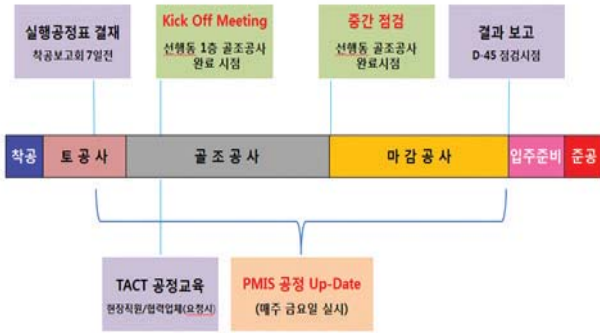 실행공정표 결재
착공보고회 7일전
Kick Off Meeting
선행동 1층 골조공사
완료 시점
중간 점검
선행동 골조공사
완료시점
결과 보고
D-45 점검시점
착공
토 공 사
골 조 공 사
마 감 공 사
입주준비
준공
TACT 공정교육
현장직원/협력업체(요청시)
PMIS 공정 Up-Date
(매주 금요일 실시)